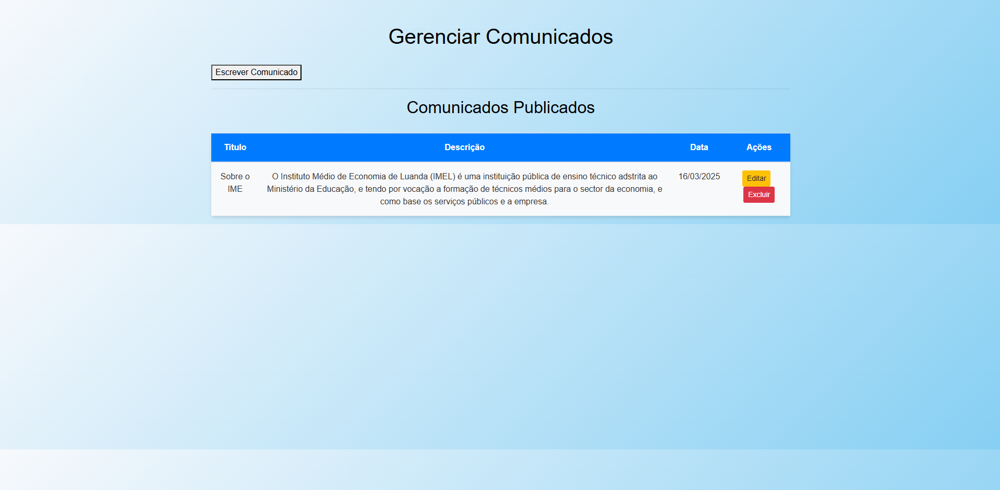 Gerenciar Comunicados
Escrever Comunicado
Comunicados Publicados
Título Descrição Data Ações
Sobre o
IME
O Instituto Médio de Economia de Luanda (IMEL) é uma instituição pública de ensino técnico adstrita ao
Ministério da Educação, e tendo por vocação a formação de técnicos médios para o sector da economia, e
como base os serviços públicos e a empresa.
16/03/2025
Editar
Excluir